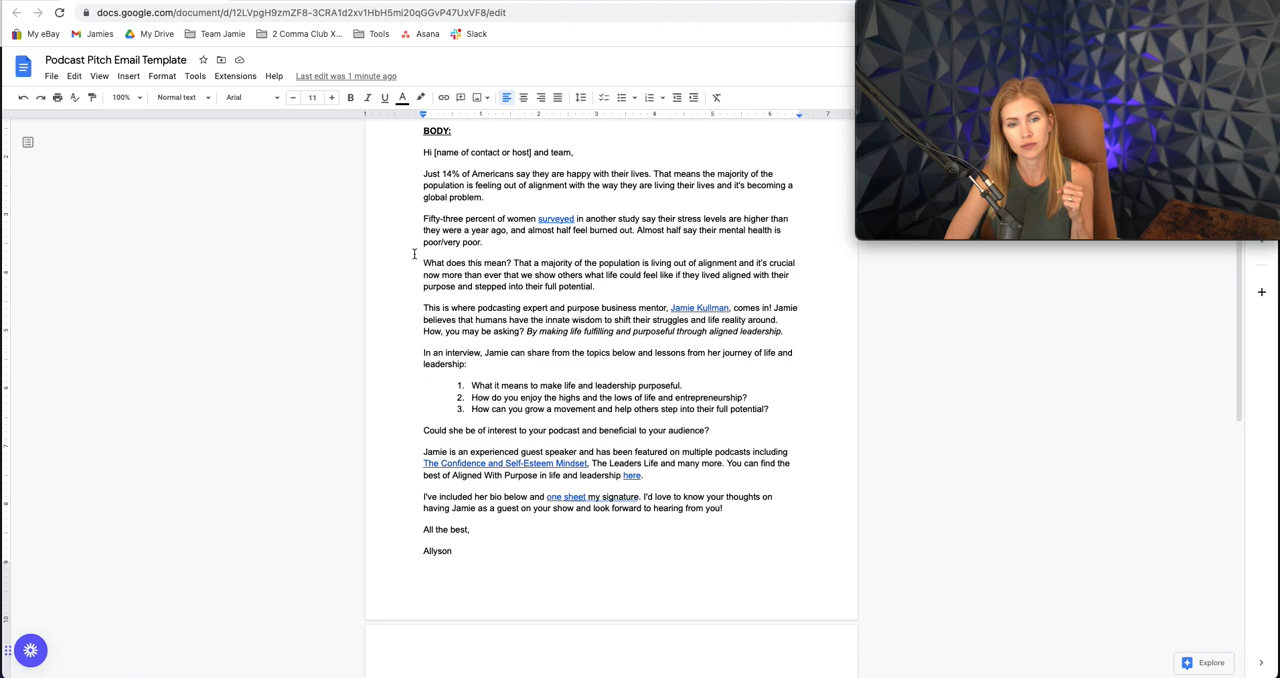 docs.google.com/document/d/12LVpgH9zmZF8-3CRA1d2xv1HbH5mi20qGGvP47UxVF8/edit
My eBay Jamies My Drive Team Jamie 2 Comma Club X... Tools Asana Slack
Podcast Pitch Email Template
File Edit View Insert Format Tools Extensions Help Last edit was 1 minute ago
100% Normal text Arial 11
BODY:
Hi [name of contact or host] and team,
Just 14% of Americans say they are happy with their lives. That means the majority of the
population is feeling out of alignment with the way they are living their lives and it's becoming a
global problem.
Fifty-three percent of women surveyed in another study say their stress levels are higher than
they were a year ago, and almost half feel burned out. Almost half say their mental health is
poor/very poor.
What does this mean? That a majority of the population is living out of alignment and it's crucial
now more than ever that we show others what life could feel like if they lived aligned with their
purpose and stepped into their full potential.
This is where podcasting expert and purpose business mentor, Jamie Kullman, comes in! Jamie
believes that humans have the innate wisdom to shift their struggles and life reality around.
How, you may be asking? By making life fulfilling and purposeful through aligned leadership.
In an interview, Jamie can share from the topics below and lessons from her journey of life and
leadership:
1. What it means to make life and leadership purposeful.
2. How do you enjoy the highs and the lows of life and entrepreneurship?
3. How can you grow a movement and help others step into their full potential?
Could she be of interest to your podcast and beneficial to your audience?
Jamie is an experienced guest speaker and has been featured on multiple podcasts including
The Confidence and Self-Esteem Mindset, The Leaders Life and many more. You can find the
best of Aligned With Purpose in life and leadership here.
I've included her bio below and one sheet my signature. I'd love to know your thoughts on
having Jamie as a guest on your show and look forward to hearing from you!
All the best,
Allyson
Explore